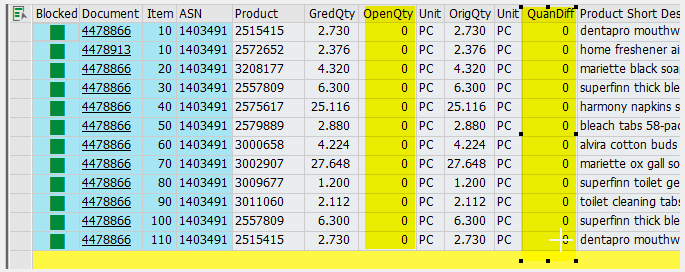 Blocked Document Item ASN Product GredQty OpenQty Unit OrigQty Unit QuanDiff Product Short Des
4478866 10 1403491 2515415 2.730 0 PC 2.730 PC 0 dentapro mouthw
4478913 10 1403491 2572652 2.376 0 PC 2.376 PC 0 home freshener ai
4478866 20 1403491 3208177 4.320 0 PC 4.320 PC 0 mariette black soa
4478866 30 1403491 2557809 6.300 0 PC 6.300 PC 0 superfinn thick ble
4478866 40 1403491 2575617 25.116 0 PC 25.116 PC 0 harmony napkins s
4478866 50 1403491 2579889 2.880 0 PC 2.880 PC 0 bleach tabs 58-pac
4478866 60 1403491 3000658 4.224 0 PC 4.224 PC 0 alvira cotton buds
4478866 70 1403491 3002907 27.648 0 PC 27.648 PC 0 mariette ox gall so
4478866 80 1403491 3009677 1.200 0 PC 1.200 PC 0 superfinn toilet ge
4478866 90 1403491 3011060 2.112 0 PC 2.112 PC 0 toilet cleaning tabs
4478866 100 1403491 2557809 6.300 0 PC 6.300 PC 0 superfinn thick ble
4478866 110 1403491 2515415 2.730 0 PC 2.730 PC 0 dentapro mouthw